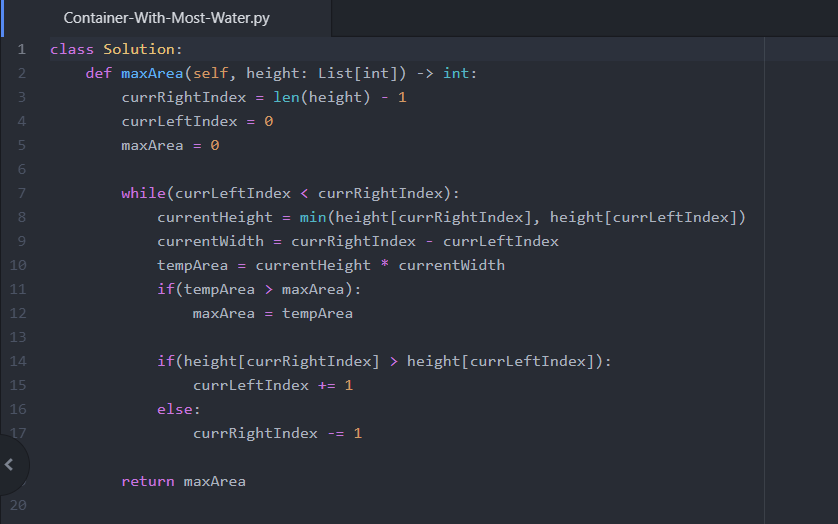 Container-With-Most-Water.py
1 class Solution:
2     def maxArea(self, height: List[int]) -> int:
3         currRightIndex = len(height) - 1
4         currLeftIndex = 0
5         maxArea = 0
6
7         while(currLeftIndex < currRightIndex):
8             currentHeight = min(height[currRightIndex], height[currLeftIndex])
9             currentWidth = currRightIndex - currLeftIndex
10             tempArea = currentHeight * currentWidth
11             if(tempArea > maxArea):
12                 maxArea = tempArea
13
14             if(height[currRightIndex] > height[currLeftIndex]):
15                 currLeftIndex += 1
16             else:
17                 currRightIndex -= 1
        return maxArea
20